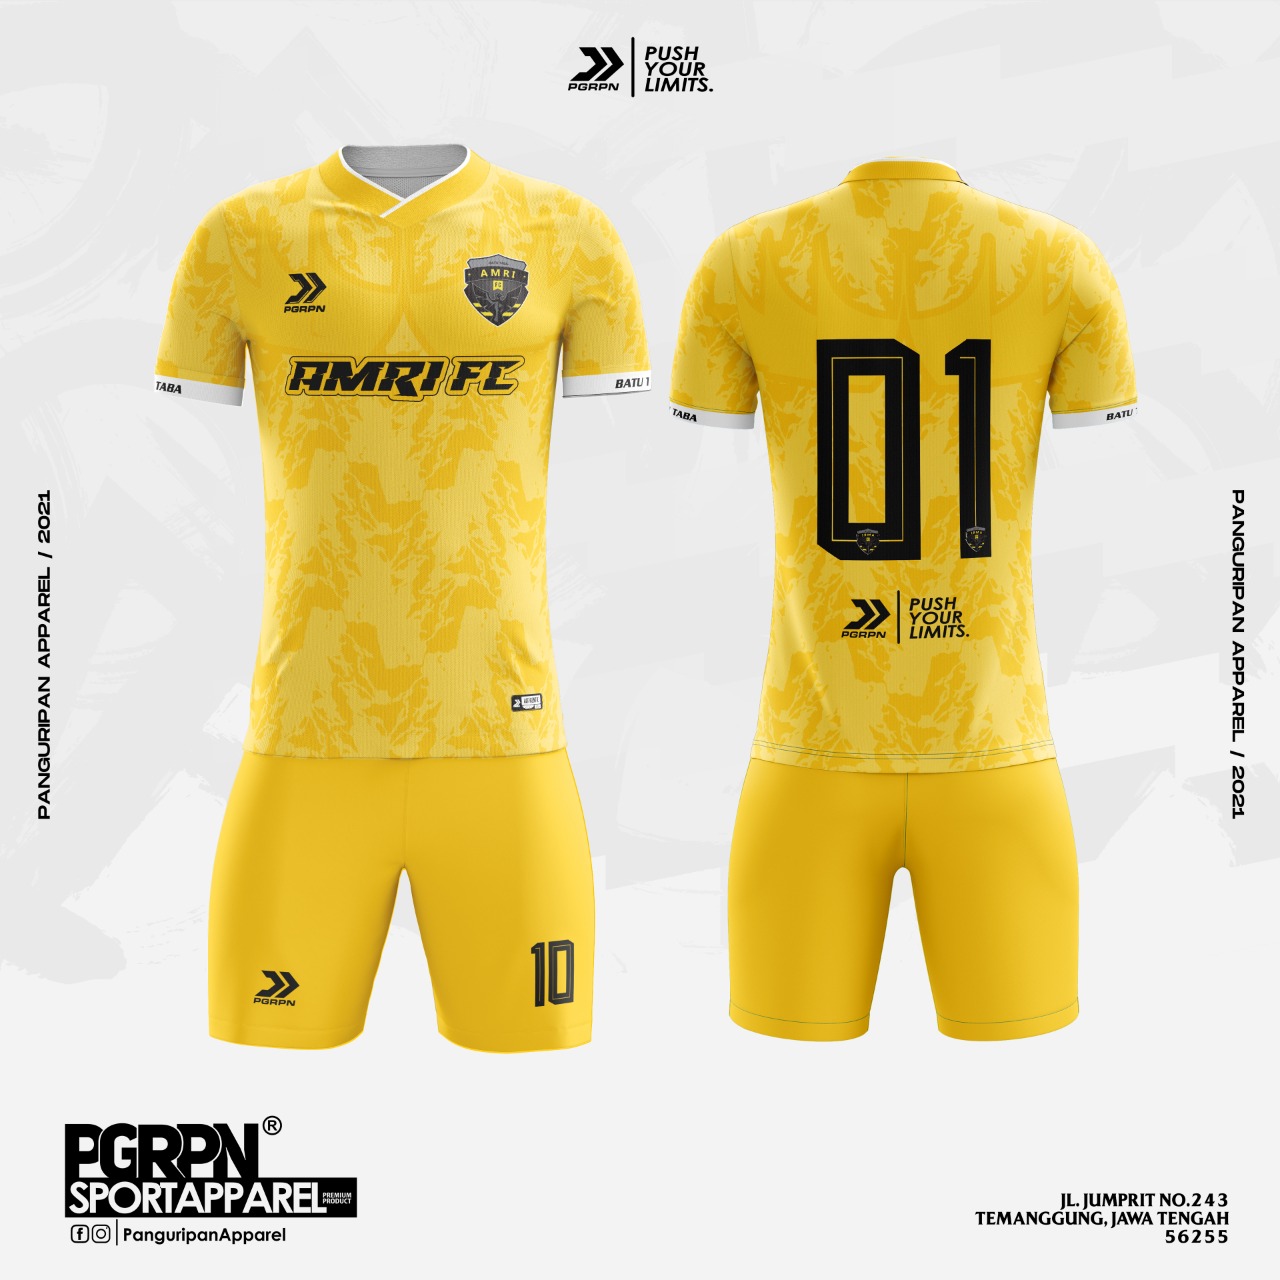 PGRPN
PUSH
YOUR
LIMITS.
PGRPN
AMRI
FC
AMRI FC
TABA
BATU T
01
TABA
BATU
PGRPN
PUSH
YOUR
LIMITS.
PGRPN
10
PANGURIPAN APPAREL / 2021
PANGURIPAN APPAREL / 2021
PGRPN®
SPORTAPPAREL PREMIUM PRODUCT
PanguripanApparel
JL. JUMPRIT NO.243
TEMANGGUNG, JAWA TENGAH
56255